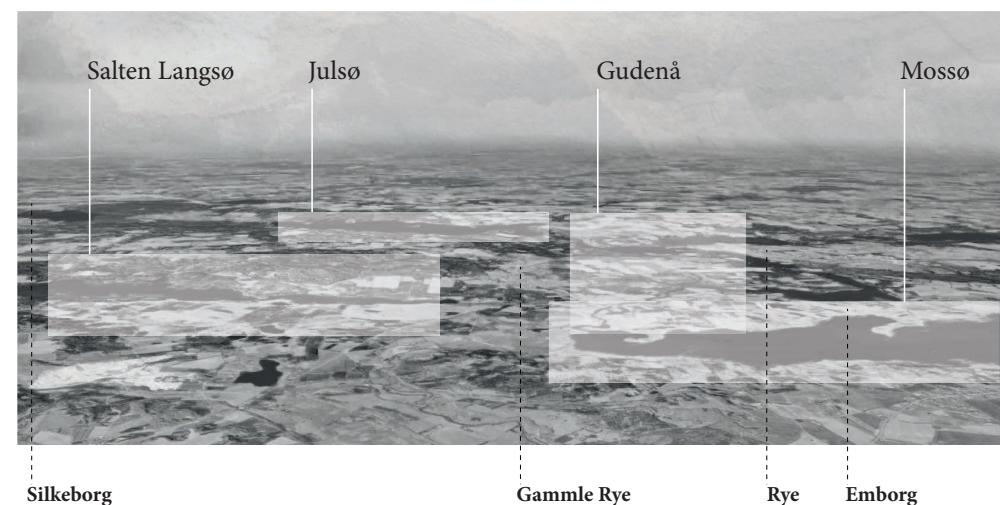 Salten Langsø
Julsø
Gudenå
Mossø
Silkeborg
Gammle Rye
Rye
Emborg